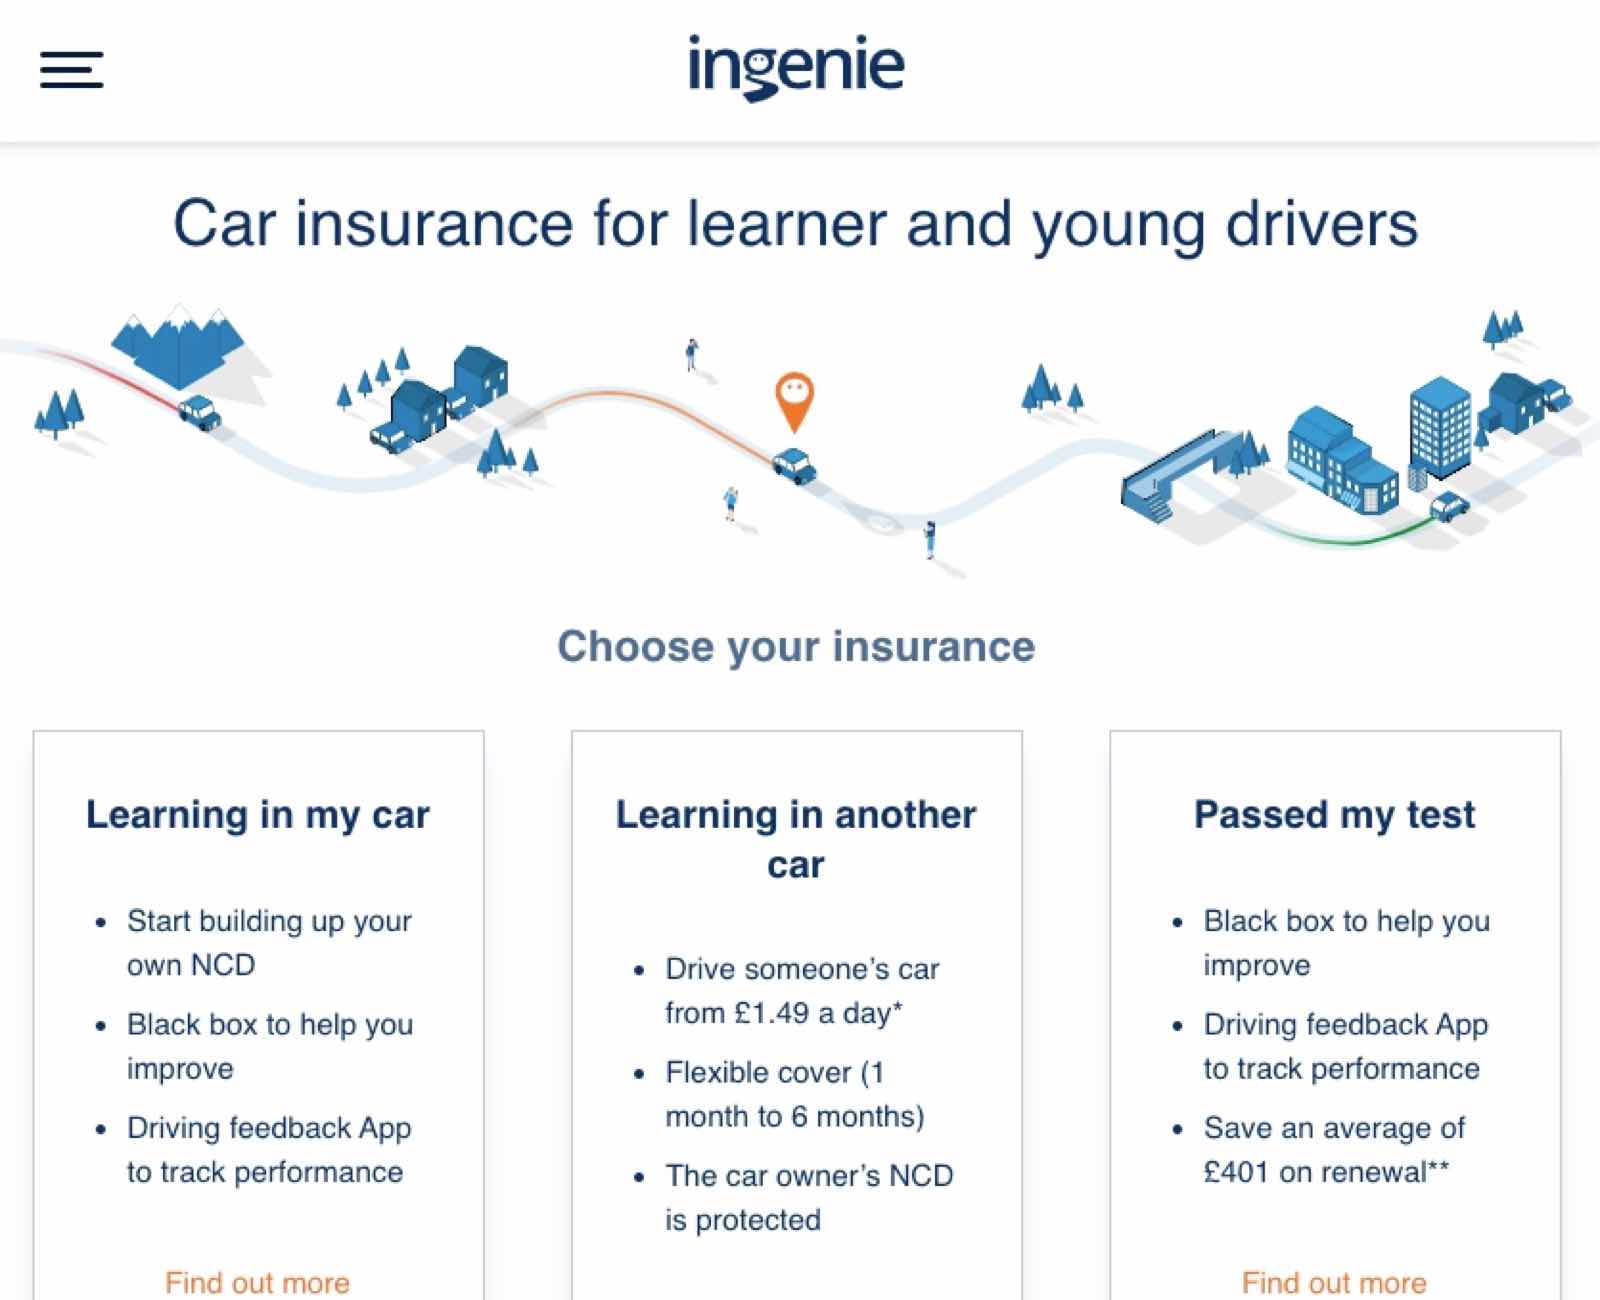 ingenie
Car insurance for learner and young drivers
Choose your insurance
Learning in my car
• Start building up your
own NCD
• Black box to help you
improve
• Driving feedback App
to track performance
Find out more
Learning in another
car
• Drive someone’s car
from £1.49 a day*
• Flexible cover (1
month to 6 months)
• The car owner’s NCD
is protected
Passed my test
• Black box to help you
improve
• Driving feedback App
to track performance
• Save an average of
£401 on renewal**
Find out more